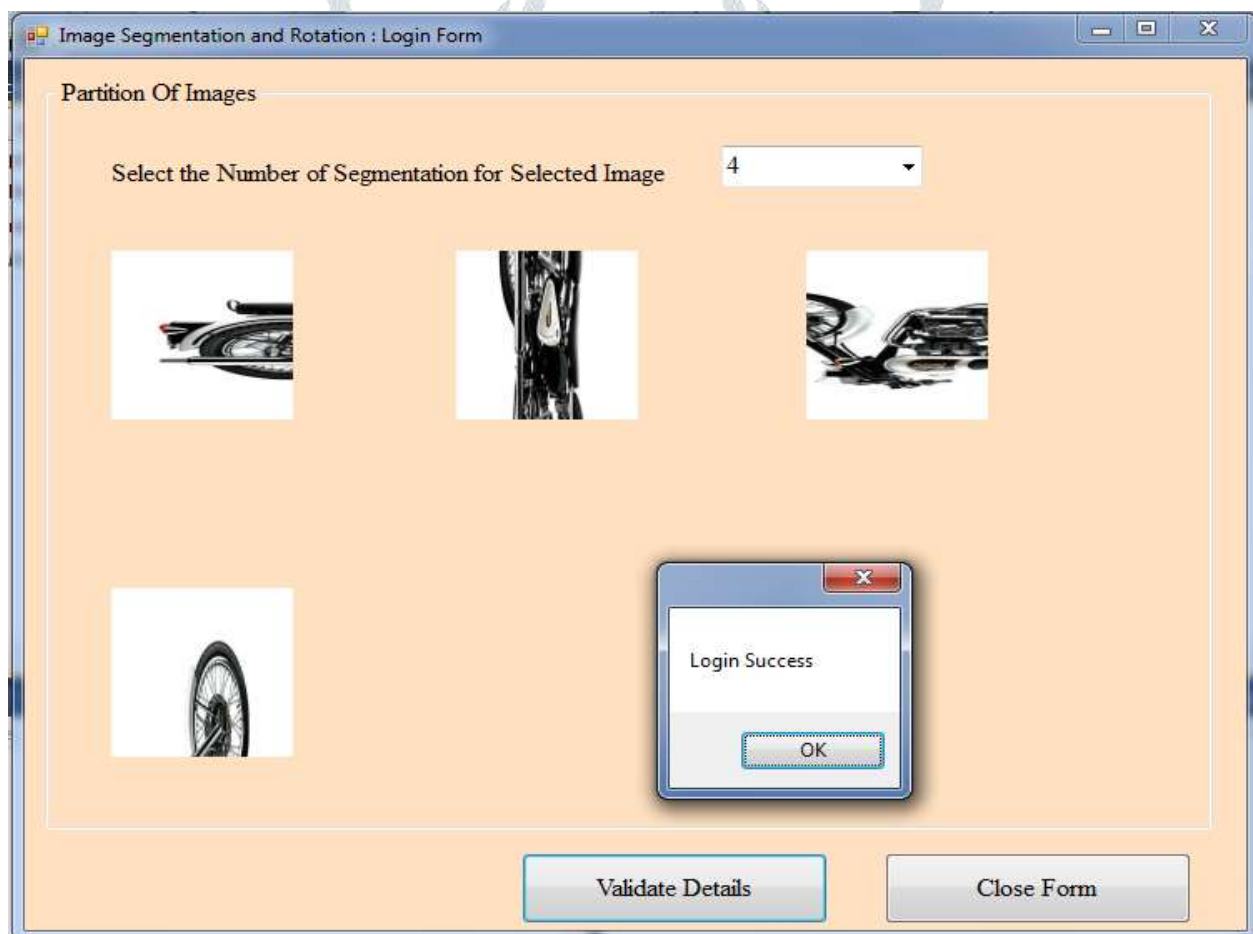 Image Segmentation and Rotation : Login Form
Partition Of Images
Select the Number of Segmentation for Selected Image
4
Login Success
OK
Validate Details
Close Form